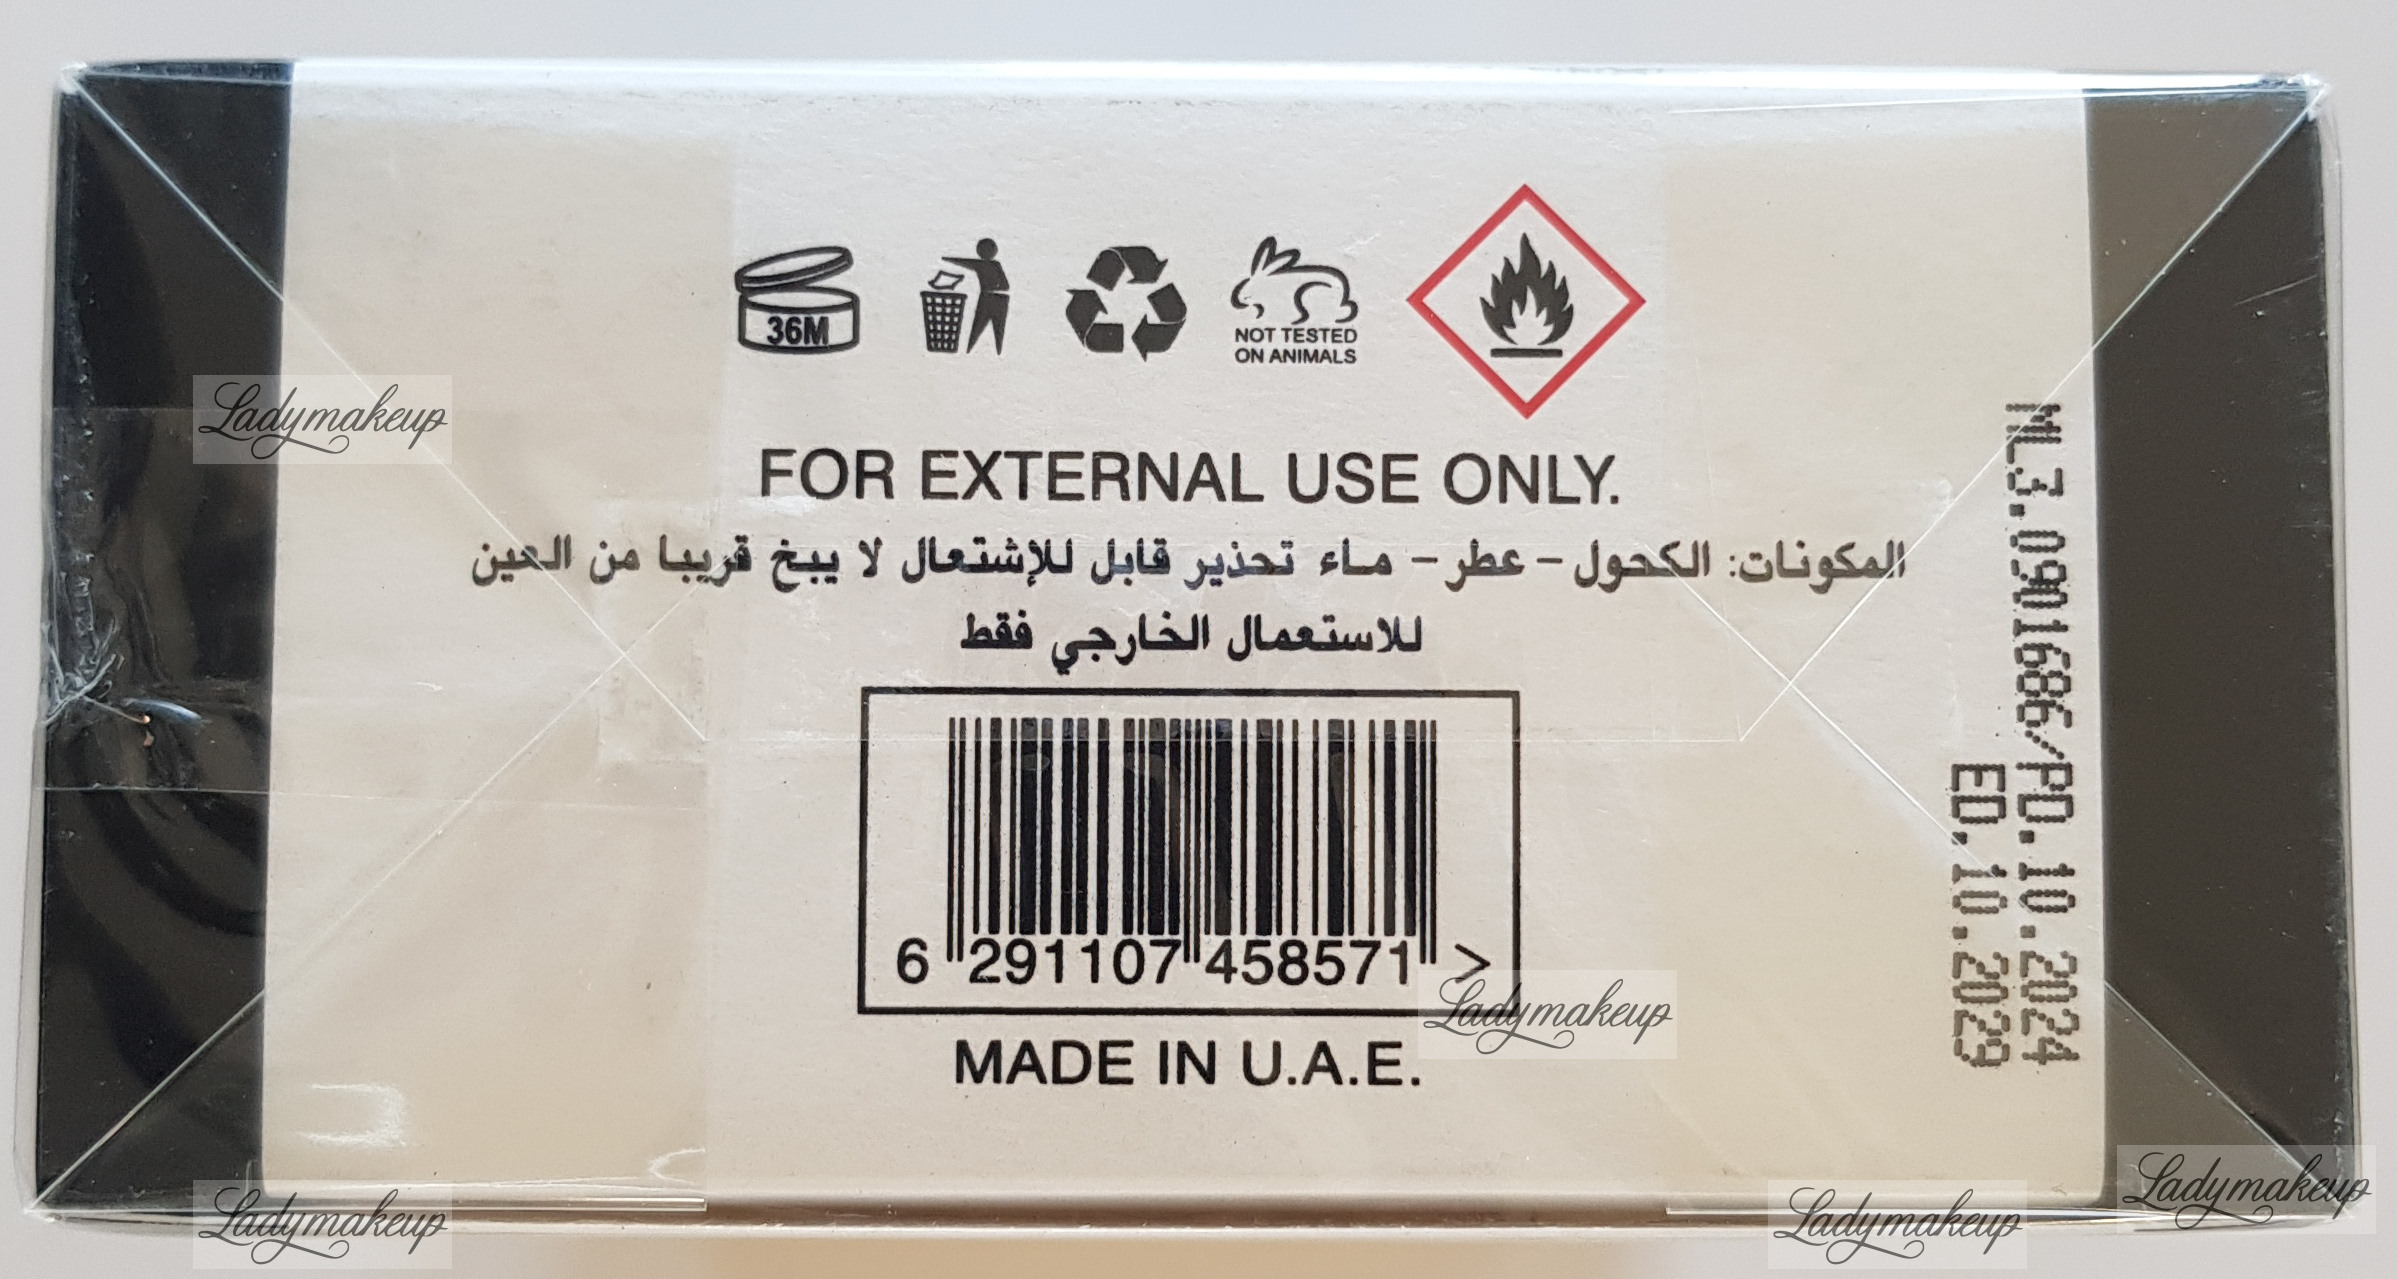 36M
NOT TESTED
ON ANIMALS
FOR EXTERNAL USE ONLY.
المكونات: الكحول - عطر - ماء تحذير قابل للإشتعال لا يبخ قريبا من العين
للاستعمال الخارجي فقط
6 291107 458571 >
MADE IN U.A.E.
ML3.0901686/PD.10.2024
ED.10.2029
Ladymakeup
Ladymakeup
Ladymakeup
Ladymakeup
Ladymakeup